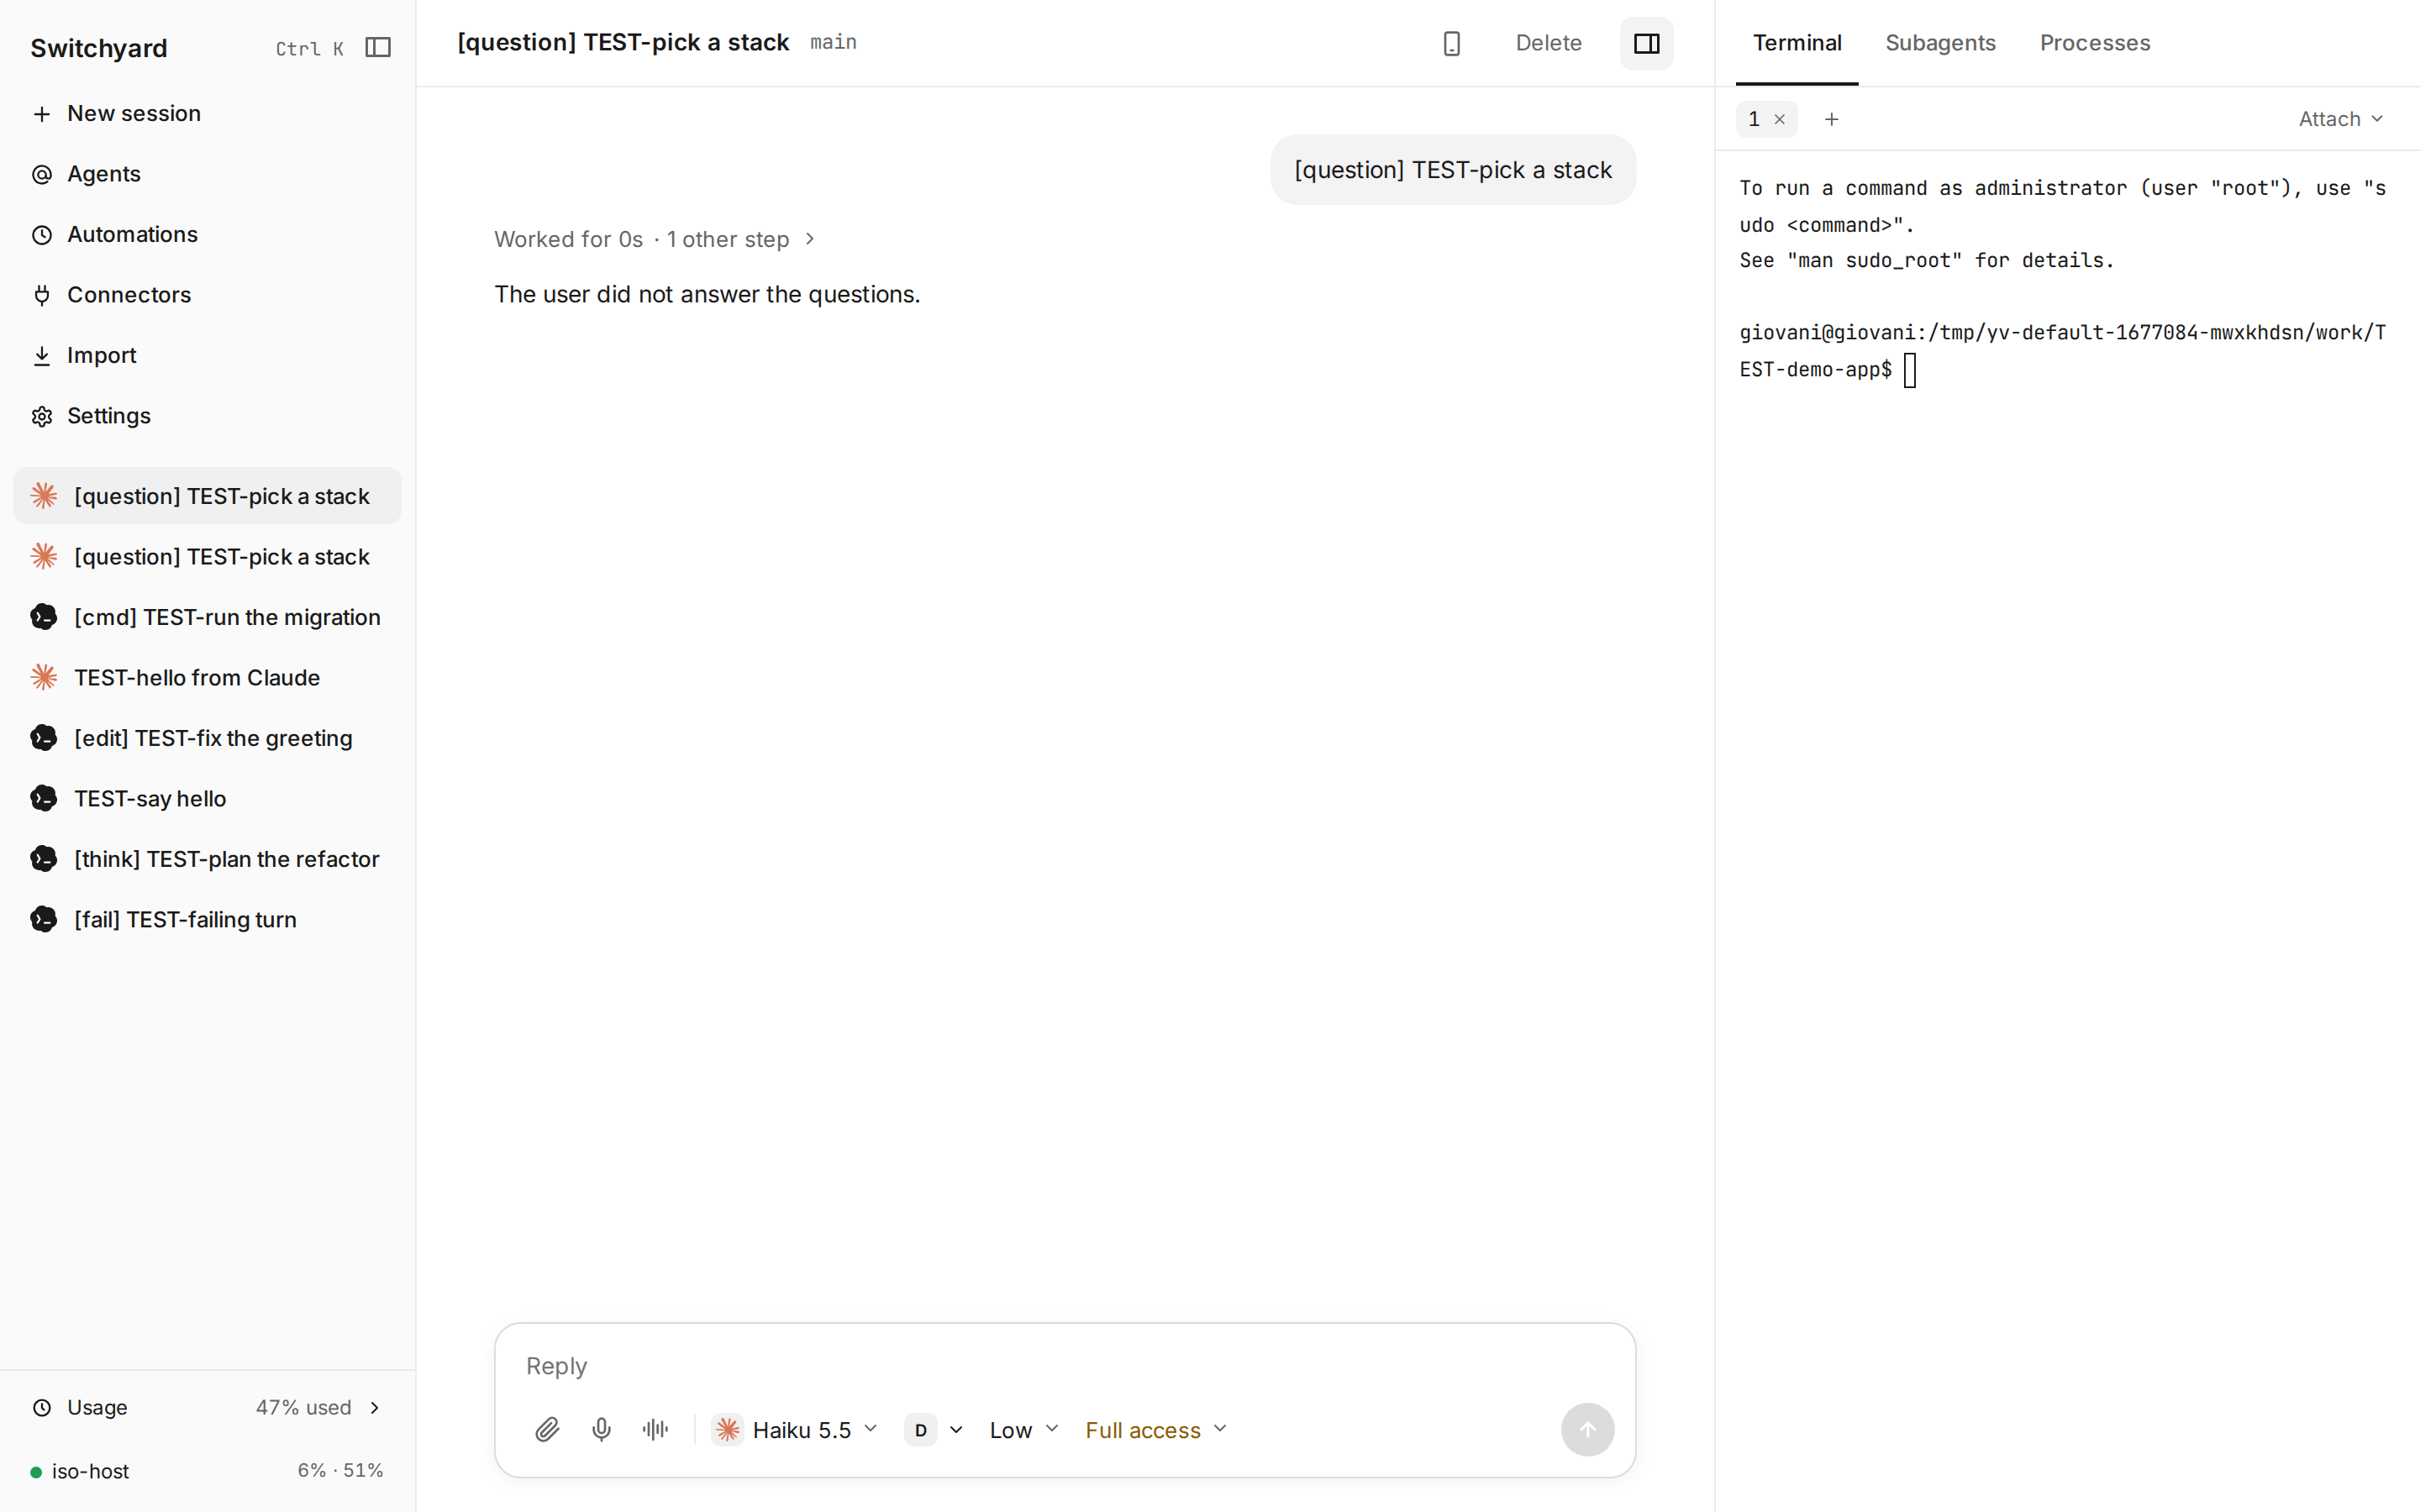 Switchyard
Ctrl K
New session
Agents
Automations
Connectors
Import
Settings
[question] TEST-pick a stack
[question] TEST-pick a stack
[cmd] TEST-run the migration
TEST-hello from Claude
[edit] TEST-fix the greeting
TEST-say hello
[think] TEST-plan the refactor
[fail] TEST-failing turn
Usage 47% used
iso-host 6% · 51%
[question] TEST-pick a stack main
Delete
[question] TEST-pick a stack
Worked for 0s · 1 other step
The user did not answer the questions.
Reply
Haiku 5.5 D Low Full access
Terminal Subagents Processes
1 Attach
To run a command as administrator (user "root"), use "s
udo <command>".
See "man sudo_root" for details.
giovani@giovani:/tmp/yv-default-1677084-mwxkhdsn/work/T
EST-demo-app$